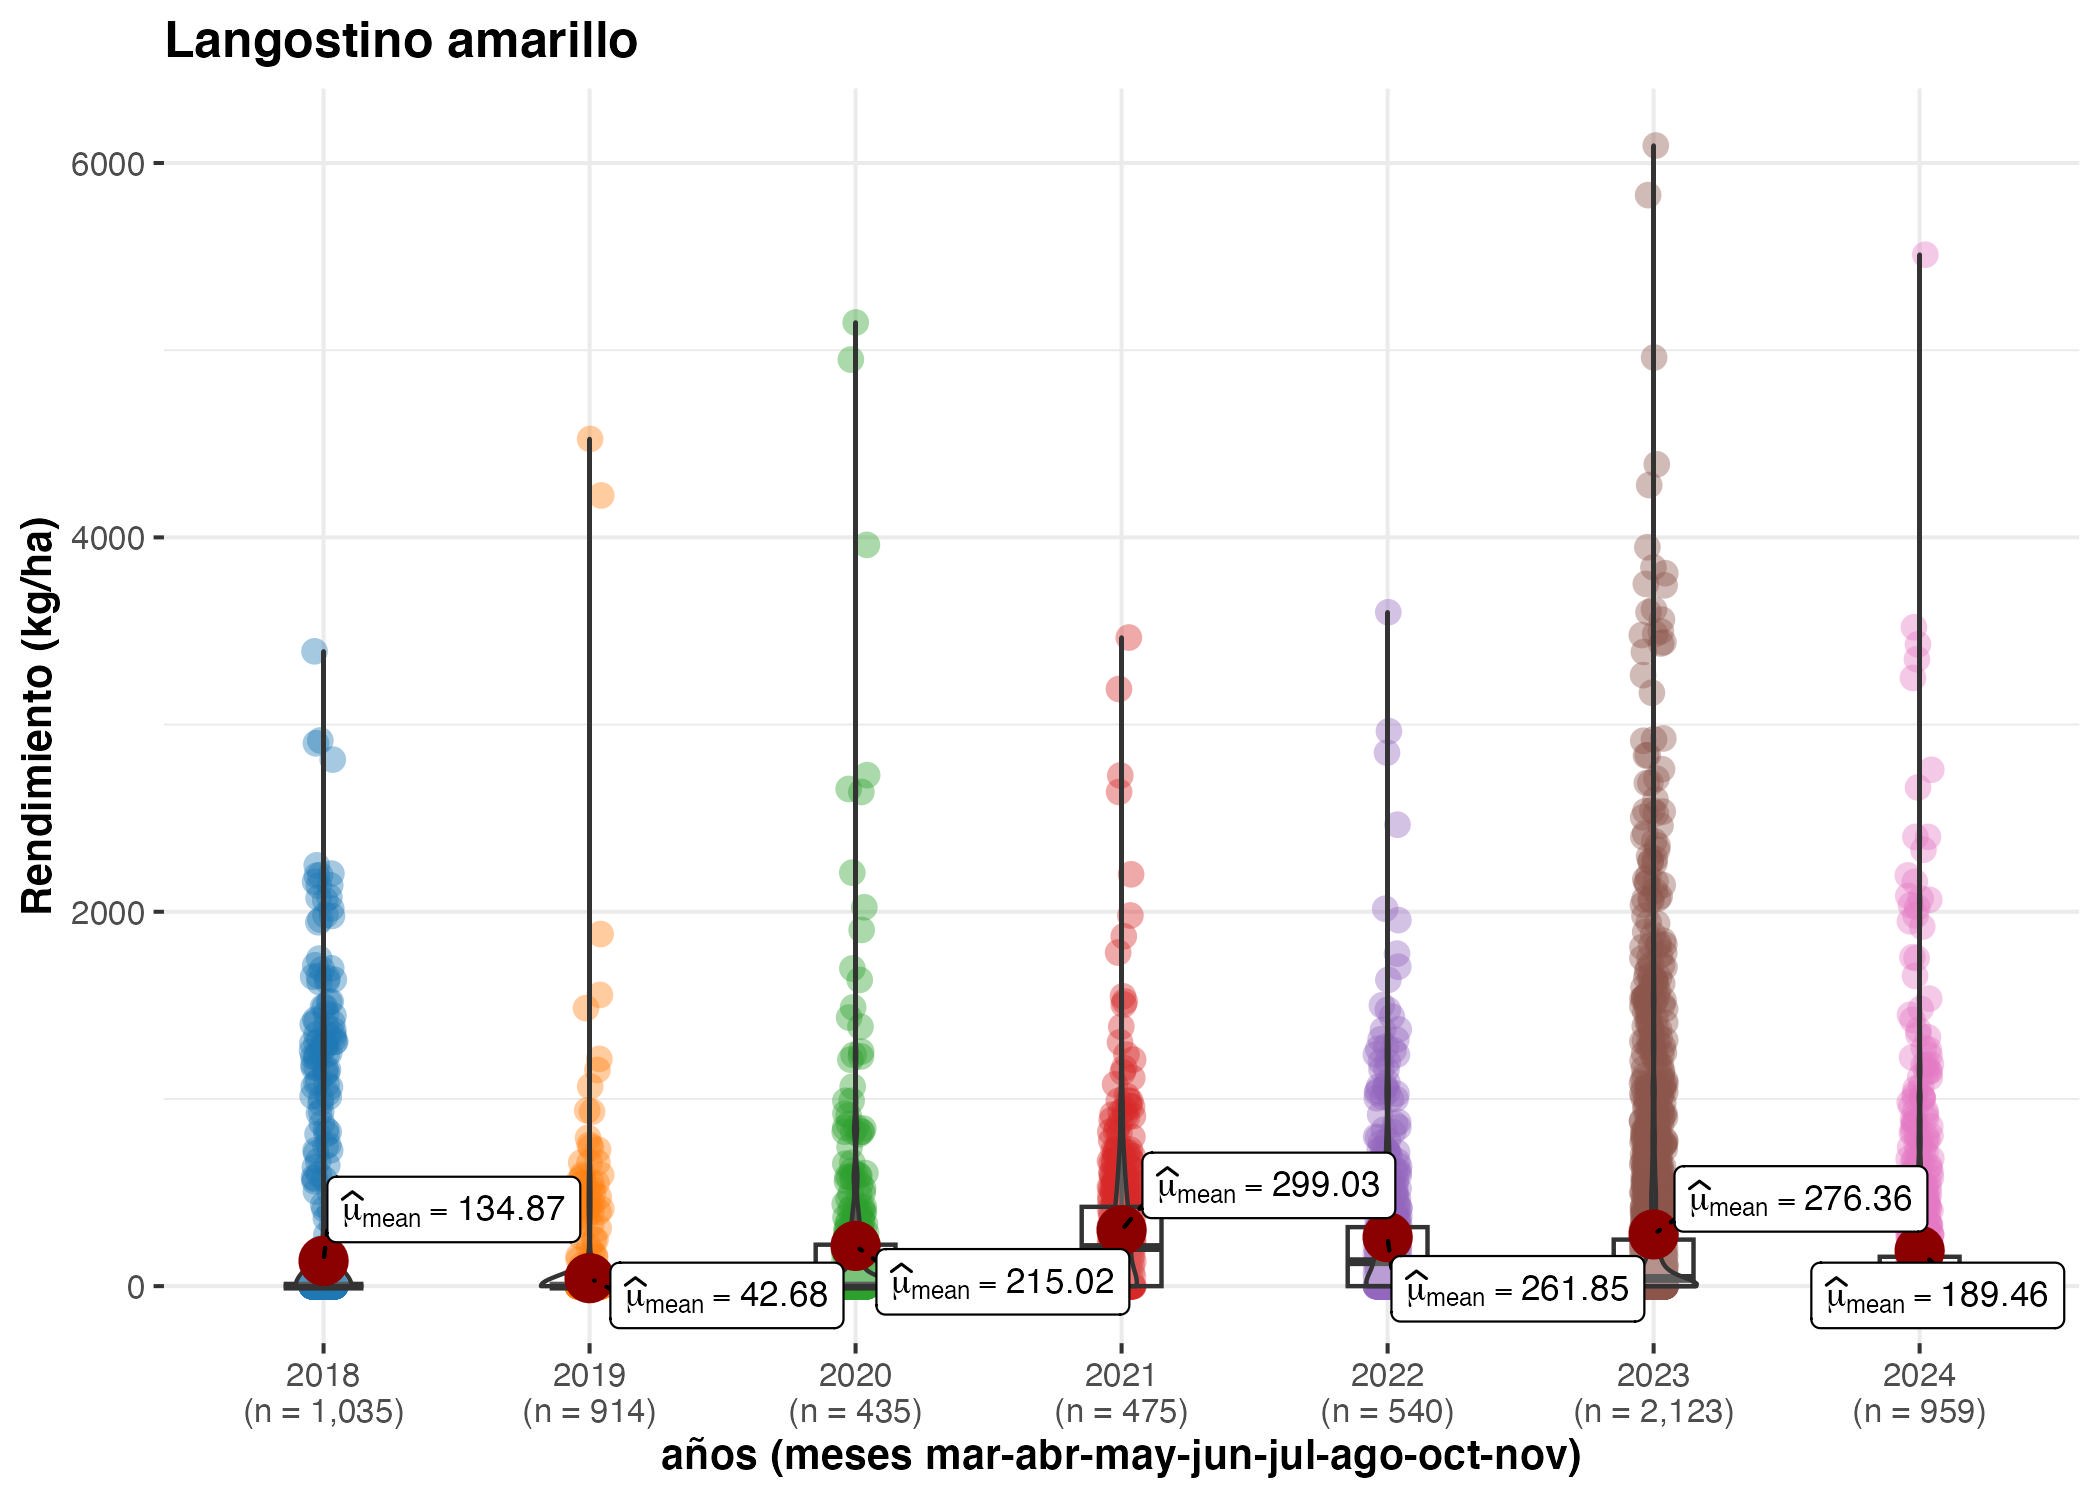 Langostino amarillo
Rendimiento (kg/ha)
6000
4000
2000
0
μ̂mean = 134.87
μ̂mean = 42.68
μ̂mean = 215.02
μ̂mean = 299.03
μ̂mean = 261.85
μ̂mean = 276.36
μ̂mean = 189.46
2018 2019 2020 2021 2022 2023 2024
(n = 1,035) (n = 914) (n = 435) (n = 475) (n = 540) (n = 2,123) (n = 959)
años (meses mar-abr-may-jun-jul-ago-oct-nov)